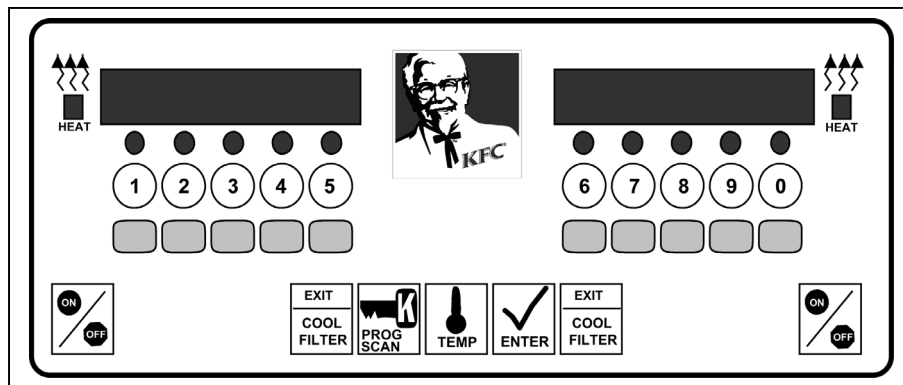 HEAT
HEAT
KFC
1 2 3 4 5
6 7 8 9 0
ON
OFF
EXIT
COOL
FILTER
K
PROG
SCAN
TEMP
ENTER
EXIT
COOL
FILTER
ON
OFF